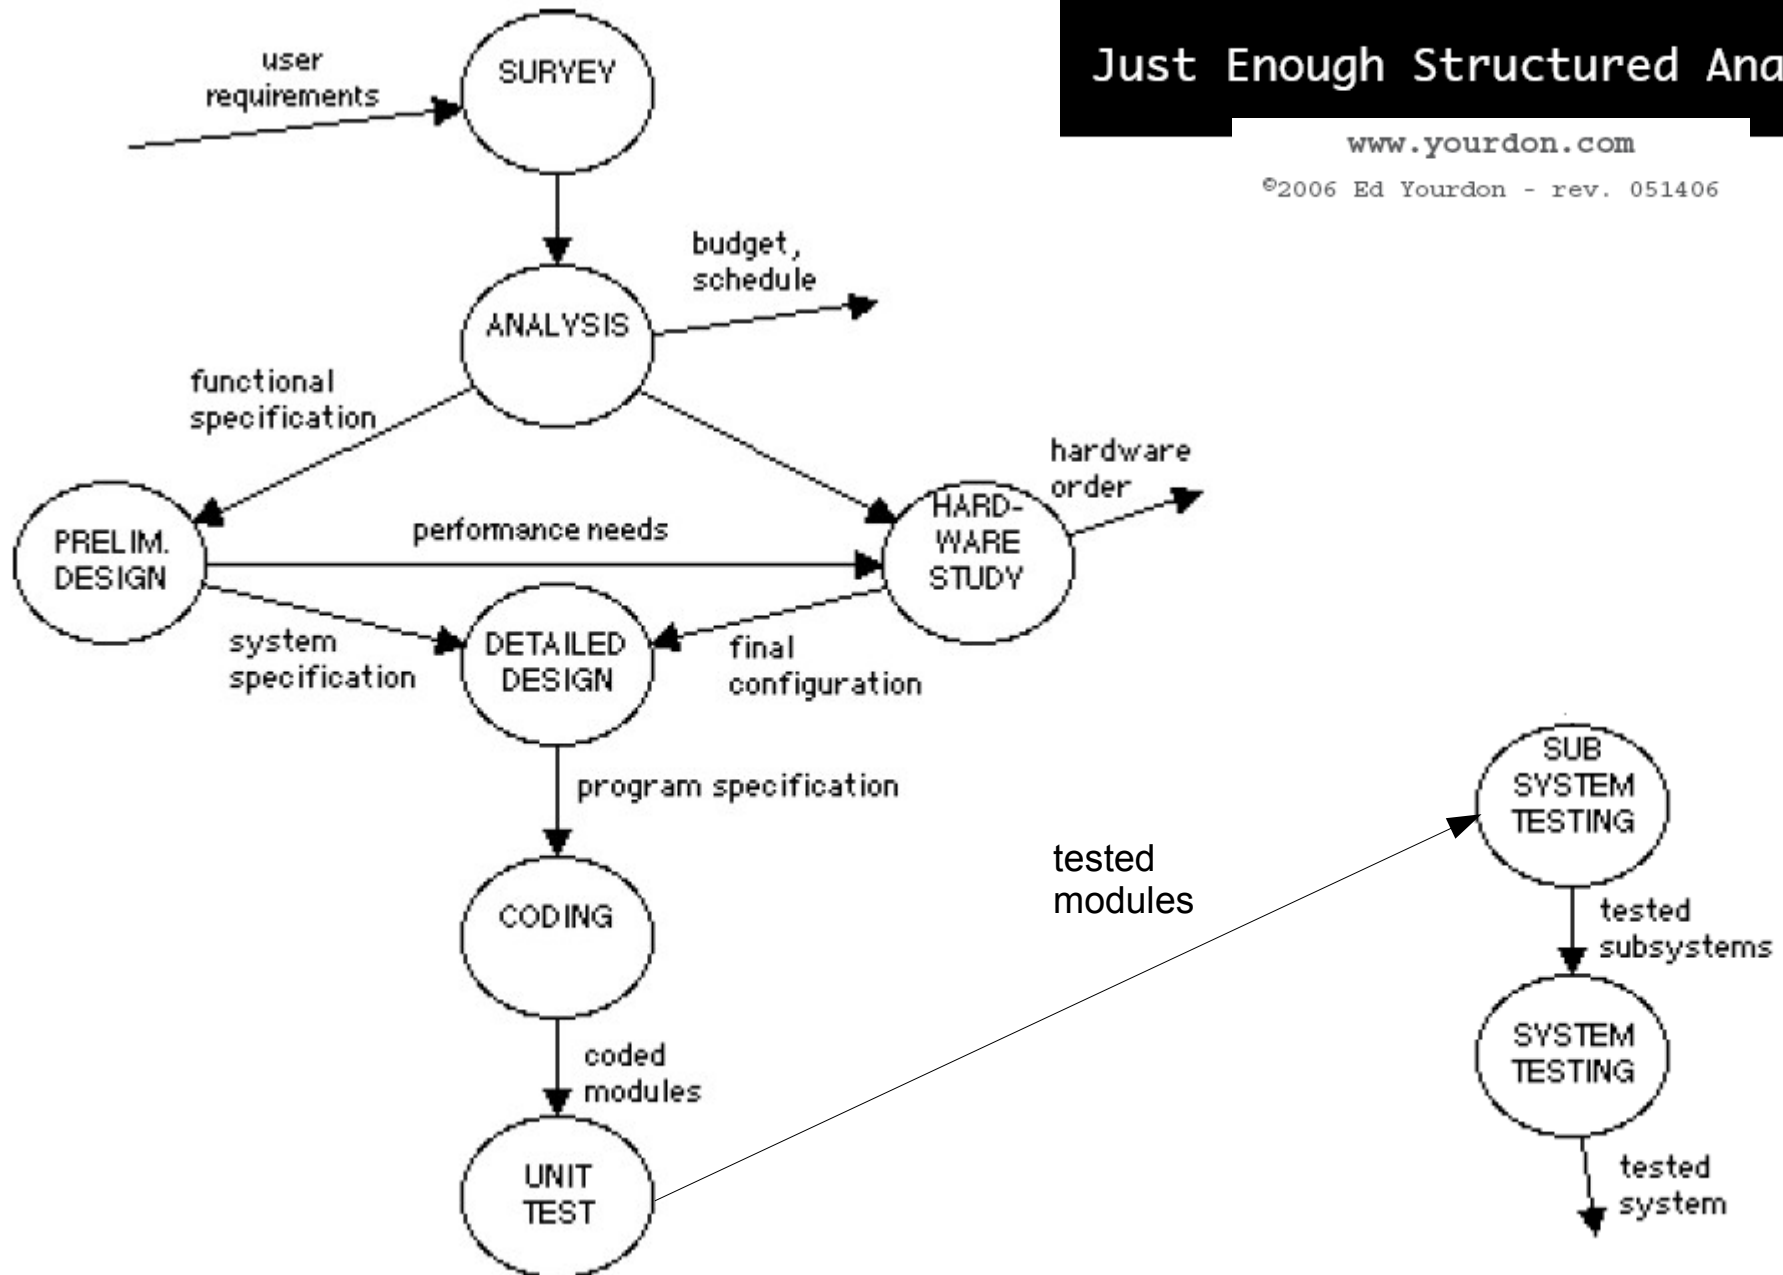 user
requirements
SURVEY
Just Enough Structured Ana
www.yourdon.com
©2006 Ed Yourdon - rev. 051406
budget,
schedule
ANALYSIS
functional
specification
hardware
order
PRELIM.
DESIGN
performance needs
HARD-
WARE
STUDY
system
specification
DETAILED
DESIGN
final
configuration
program specification
SUB
SYSTEM
TESTING
tested
modules
CODING
tested
subsystems
coded
modules
SYSTEM
TESTING
UNIT
TEST
tested
system